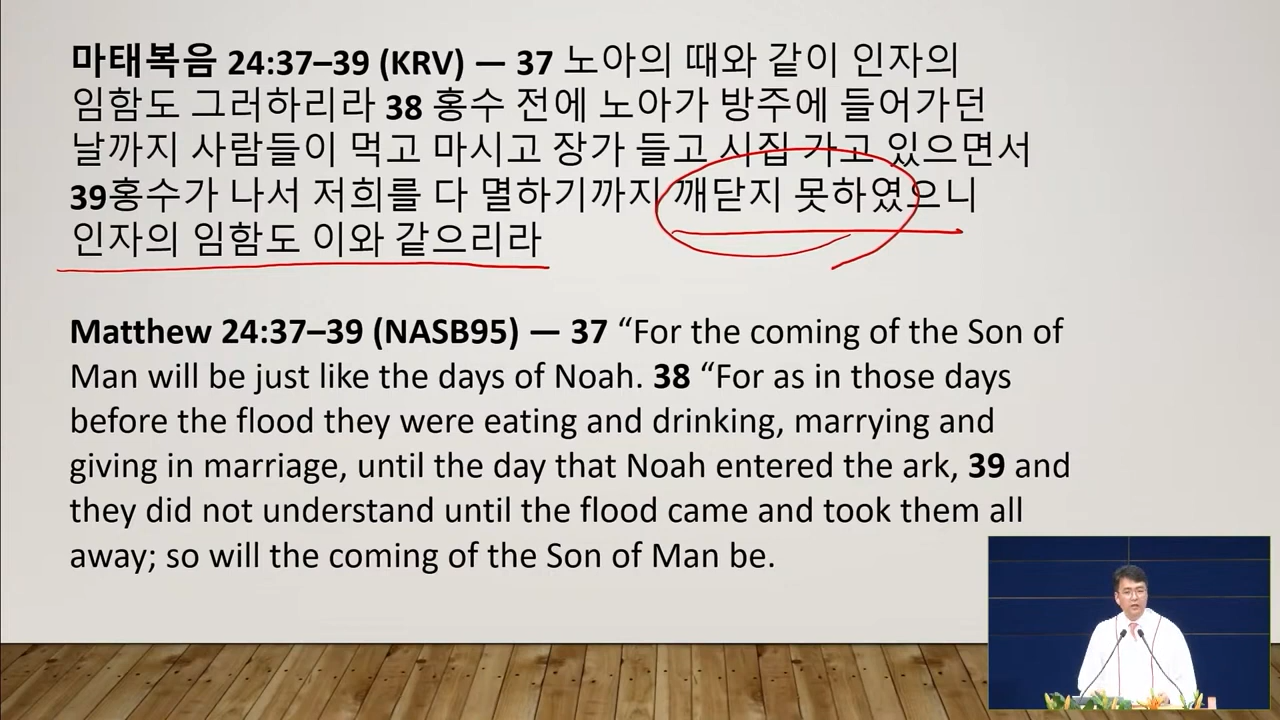 마태복음 24:37–39 (KRV) — 37 노아의 때와 같이 인자의
임함도 그러하리라 38 홍수 전에 노아가 방주에 들어가던
날까지 사람들이 먹고 마시고 장가 들고 시집 가고 있으면서
39홍수가 나서 저희를 다 멸하기까지 깨닫지 못하였으니
인자의 임함도 이와 같으리라
Matthew 24:37–39 (NASB95) — 37 “For the coming of the Son of
Man will be just like the days of Noah. 38 “For as in those days
before the flood they were eating and drinking, marrying and
giving in marriage, until the day that Noah entered the ark, 39 and
they did not understand until the flood came and took them all
away; so will the coming of the Son of Man be.